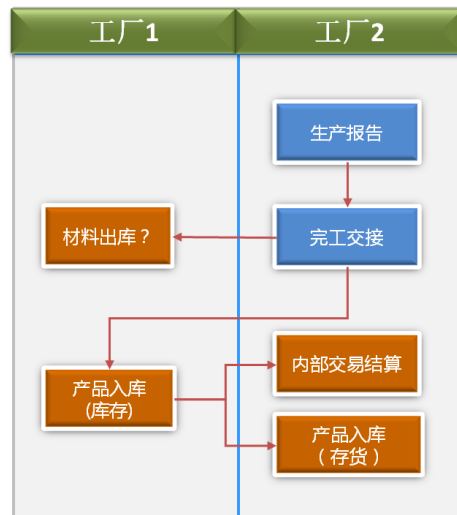 工厂1
工厂2
生产报告
材料出库？
完工交接
产品入库
(库存)
内部交易结算
产品入库
（存货）